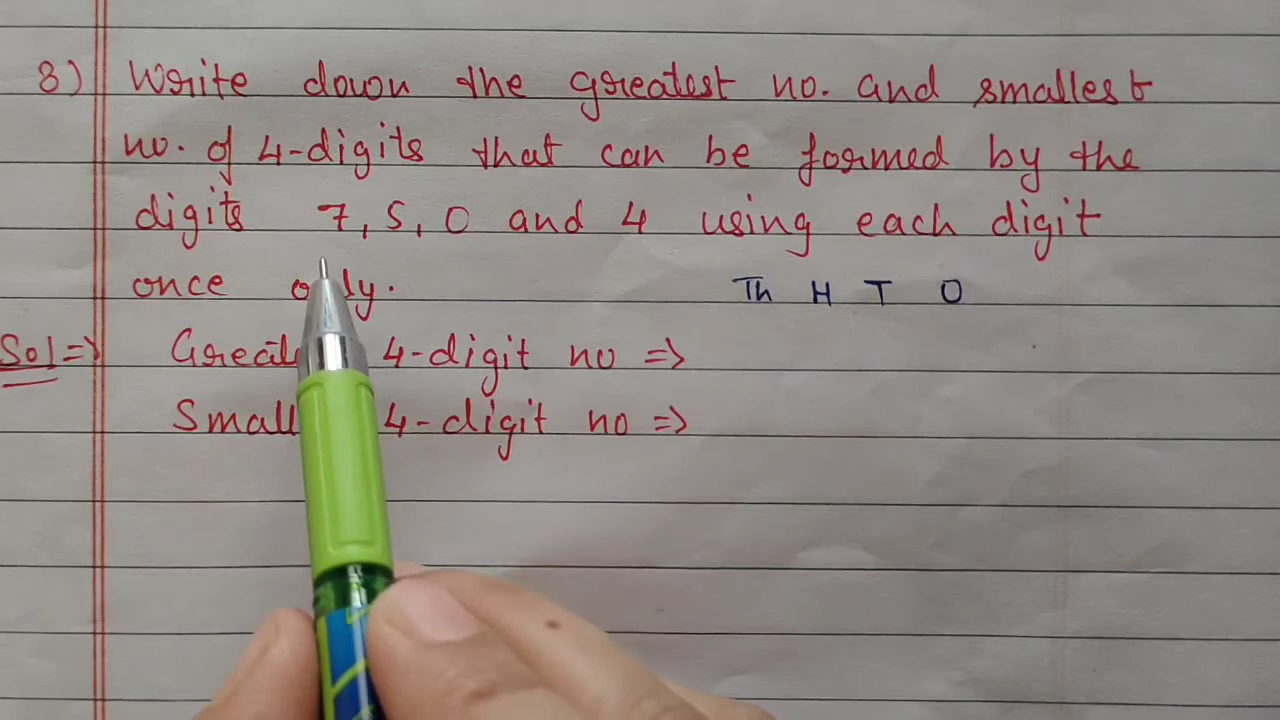 8) Write down the greatest no. and smallest
no. of 4-digits that can be formed by the
digits 7, 5, 0 and 4 using each digit
once only.
Th H T O
Sol => 4-digit no =>
4-digit no =>